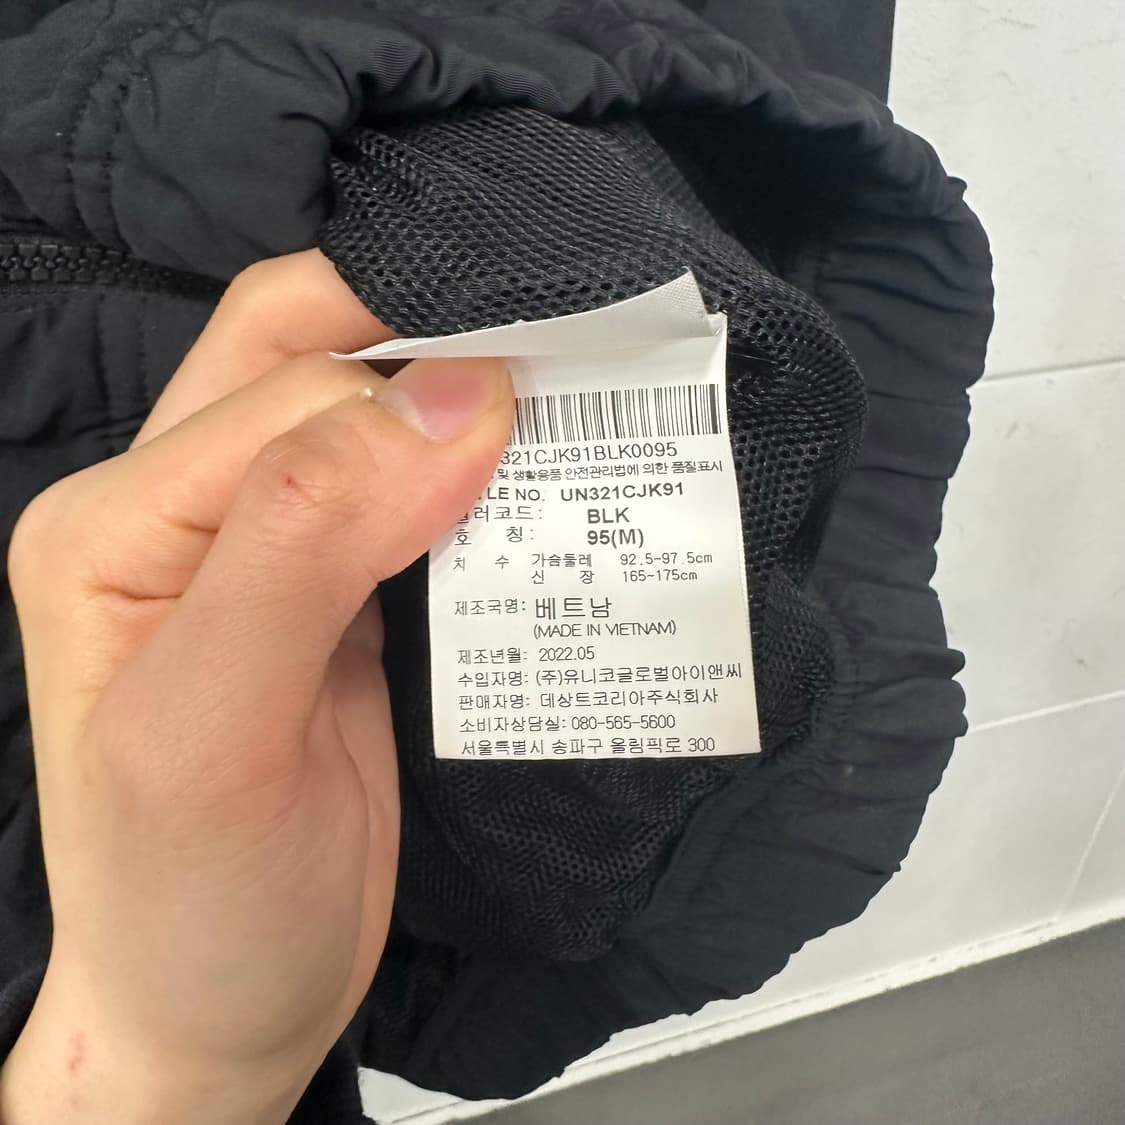 321CJK91BLK0095
및 생활용품 안전관리법에 의한 품질표시
LE NO. UN321CJK91
러코드: BLK
호 칭: 95(M)
치 수 가슴둘레 92.5~97.5cm
신 장 165~175cm
제조국명: 베트남
(MADE IN VIETNAM)
제조년월: 2022.05
수입자명: (주)유니코글로벌아이앤씨
판매자명: 데상트코리아주식회사
소비자상담실: 080-565-5600
서울특별시 송파구 올림픽로 300